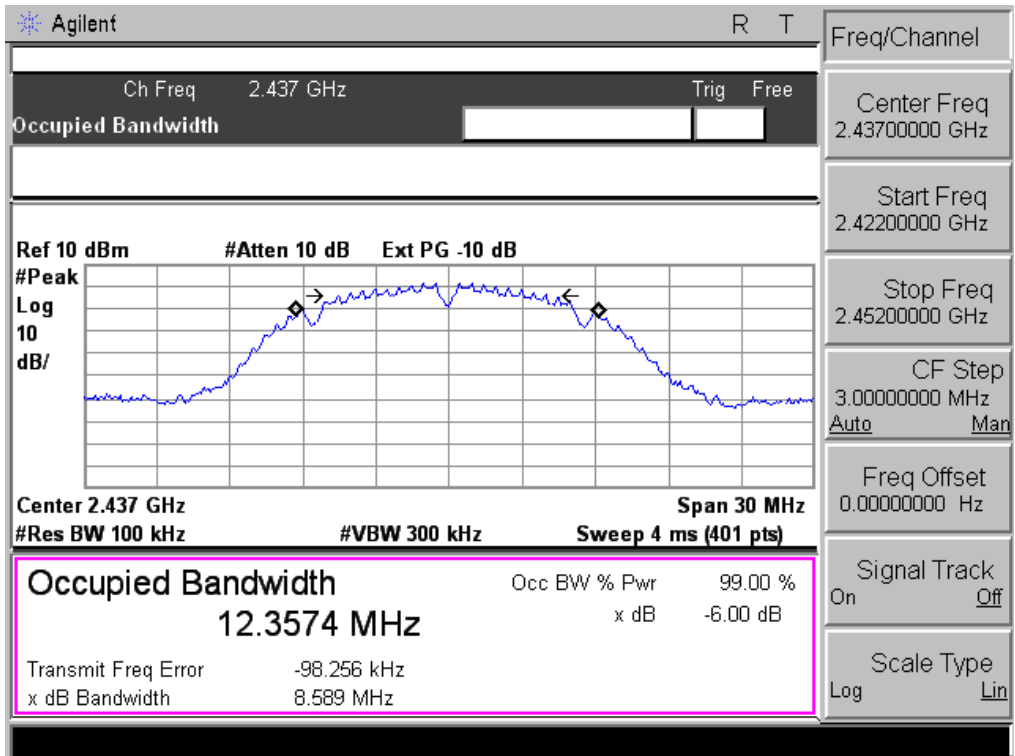 Agilent
R T
Freq/Channel
Ch Freq 2.437 GHz Trig Free
Occupied Bandwidth
Center Freq
2.43700000 GHz
Start Freq
2.42200000 GHz
Ref 10 dBm #Atten 10 dB Ext PG -10 dB
#Peak
Log
10
dB/
Stop Freq
2.45200000 GHz
CF Step
3.00000000 MHz
Auto Man
Center 2.437 GHz Span 30 MHz
#Res BW 100 kHz #VBW 300 kHz Sweep 4 ms (401 pts)
Freq Offset
0.00000000 Hz
Occupied Bandwidth
12.3574 MHz
Occ BW % Pwr 99.00 %
x dB -6.00 dB
Transmit Freq Error -98.256 kHz
x dB Bandwidth 8.589 MHz
Signal Track
On Off
Scale Type
Log Lin